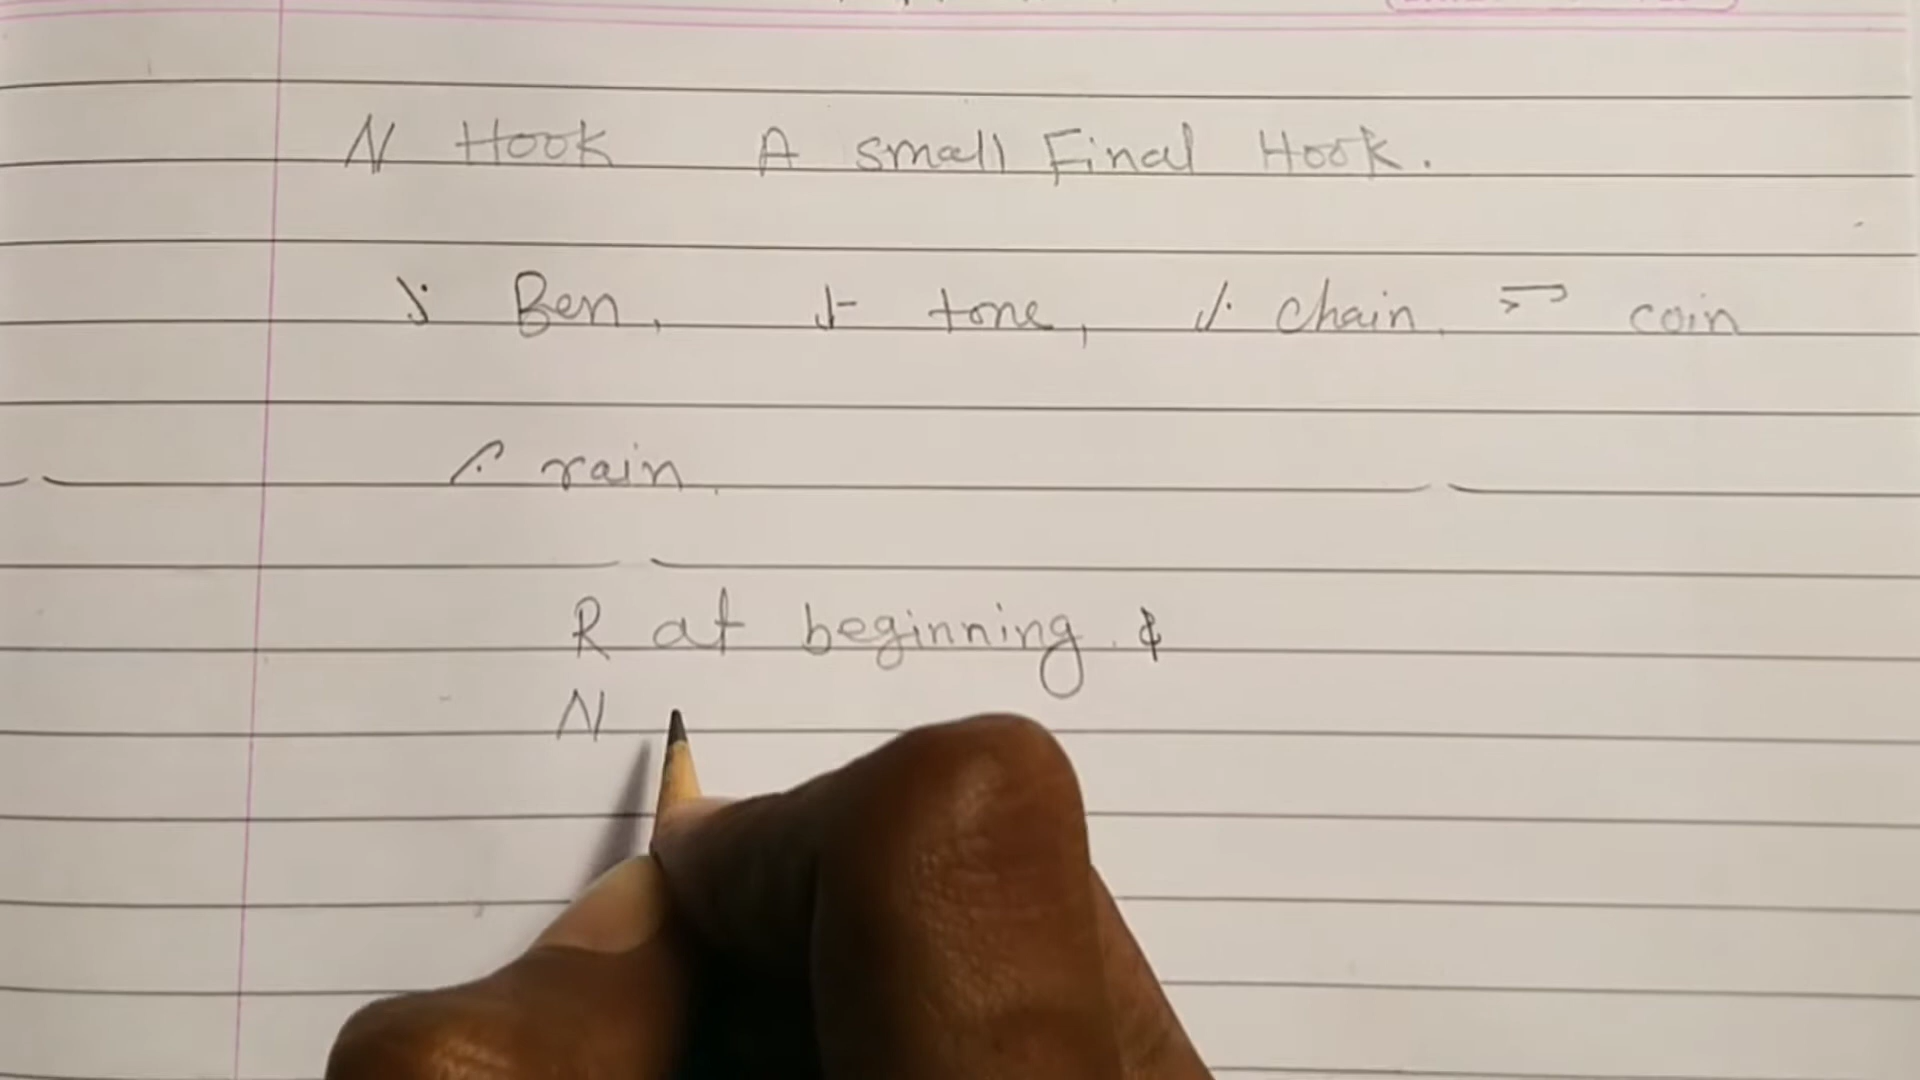 N Hook A small Final Hook.
Ben, tone, chain, coin
rain.
R at beginning &
N